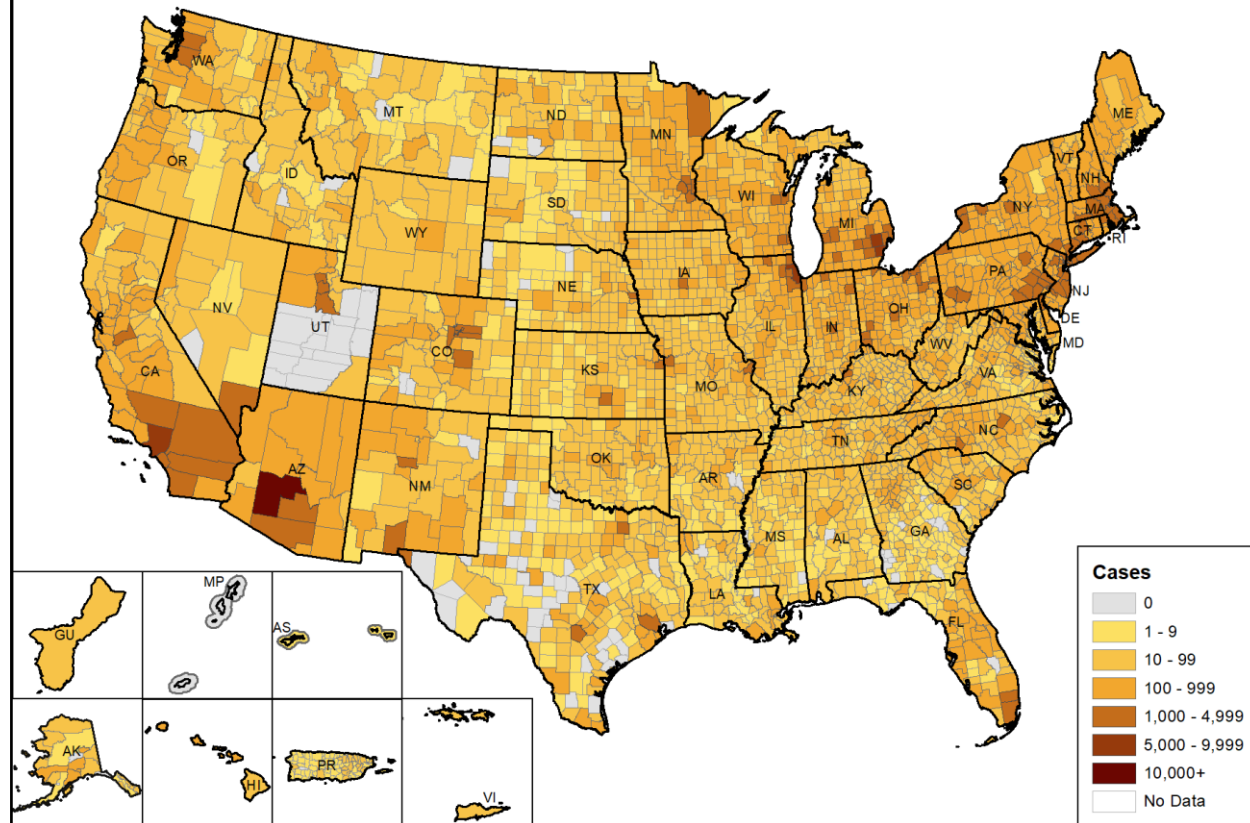 WA
MT
ND
MN
ME
OR
ID
SD
WI
MI
VT
NH
NY
MA
CT
RI
WY
IA
NE
PA
NJ
NV
UT
CO
IL
IN
OH
DE
MD
WV
VA
CA
KS
MO
KY
AZ
NM
OK
AR
TN
NC
SC
MS
AL
GA
TX
LA
FL
GU
MP
AS
AK
HI
PR
VI
Cases
0
1 - 9
10 - 99
100 - 999
1,000 - 4,999
5,000 - 9,999
10,000+
No Data